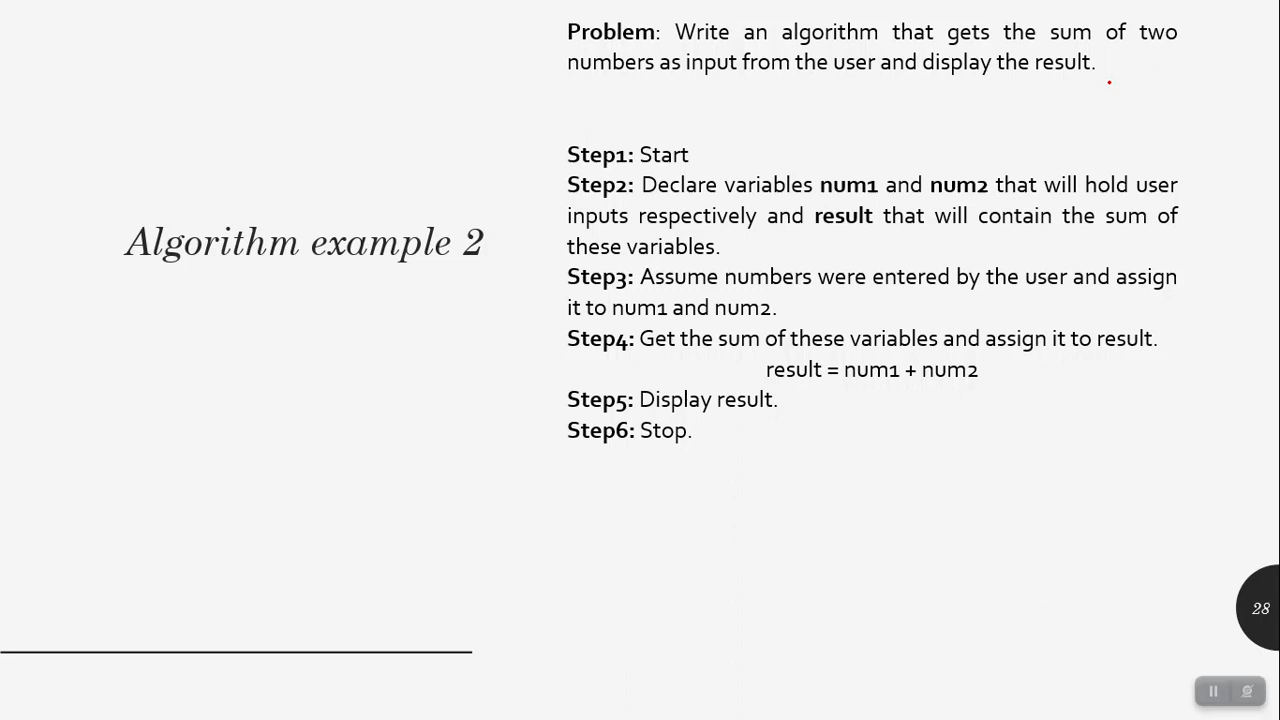 Problem: Write an algorithm that gets the sum of two
numbers as input from the user and display the result.
Algorithm example 2
Step1: Start
Step2: Declare variables num1 and num2 that will hold user
inputs respectively and result that will contain the sum of
these variables.
Step3: Assume numbers were entered by the user and assign
it to num1 and num2.
Step4: Get the sum of these variables and assign it to result.
result = num1 + num2
Step5: Display result.
Step6: Stop.
28